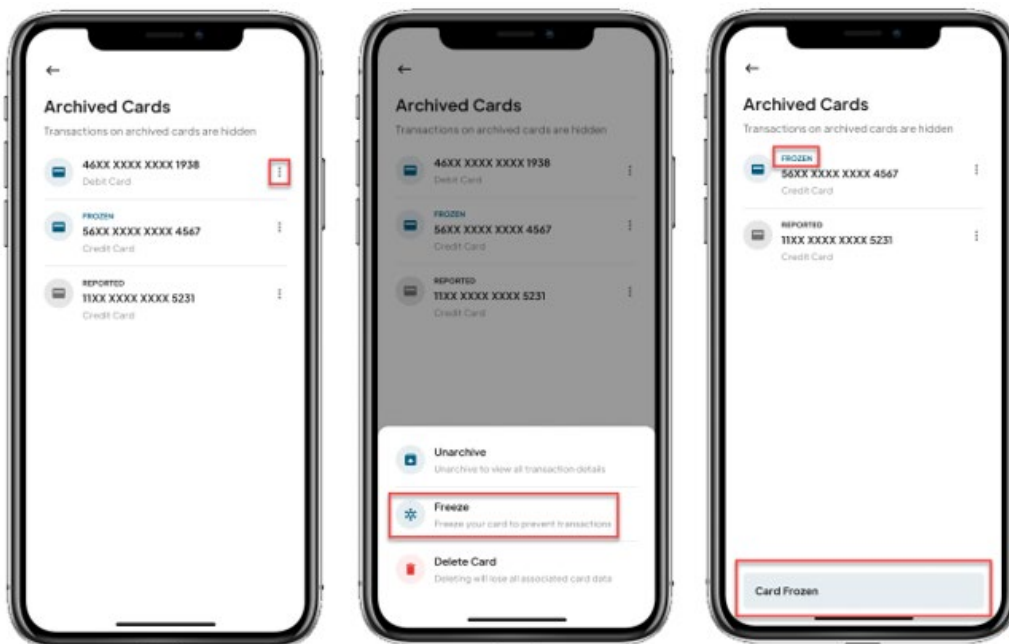 Archived Cards
Transactions on archived cards are hidden
46XX XXXX XXXX 1938
Debit Card
FROZEN
56XX XXXX XXXX 4567
Credit Card
REPORTED
11XX XXXX XXXX 5231
Credit Card
Archived Cards
Transactions on archived cards are hidden
46XX XXXX XXXX 1938
Debit Card
FROZEN
56XX XXXX XXXX 4567
Credit Card
REPORTED
11XX XXXX XXXX 5231
Credit Card
Unarchive
Unarchive to view all transaction details
Freeze
Freeze your card to prevent transactions
Delete Card
Deleting will lose all associated card data
Archived Cards
Transactions on archived cards are hidden
FROZEN
56XX XXXX XXXX 4567
Credit Card
REPORTED
11XX XXXX XXXX 5231
Credit Card
Card Frozen